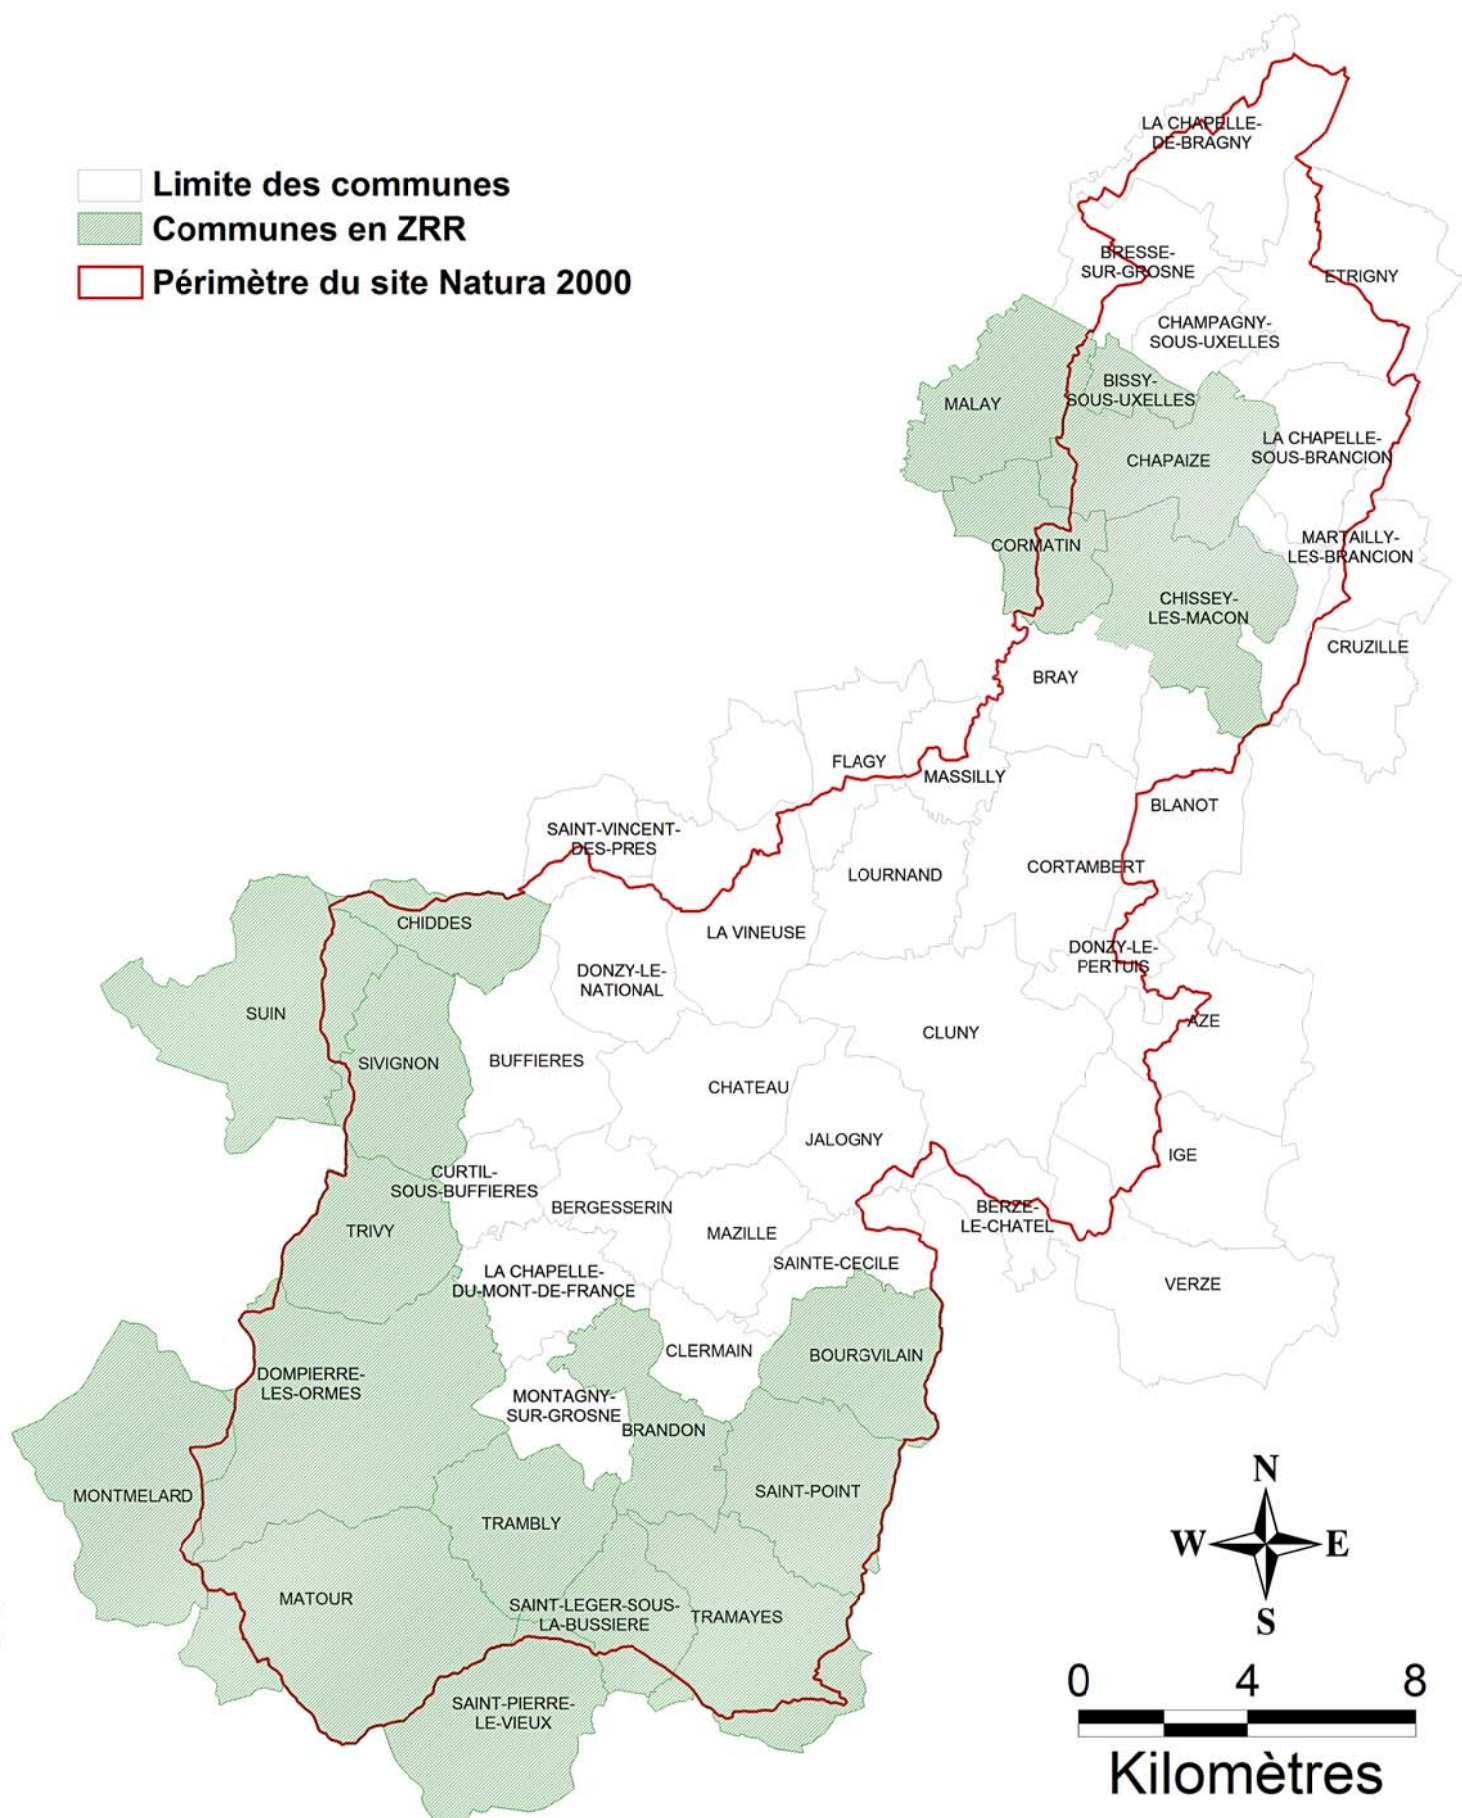 Limite des communes
Communes en ZRR
Périmètre du site Natura 2000
LA CHAPELLE-
DE-BRAGNY
BRESSE-
SUR-GROSNE
ETRIGNY
CHAMPAGNY-
SOUS-UXELLES
BISSY-
SOUS-UXELLES
MALAY
LA CHAPELLE-
SOUS-BRANCION
CHAPAIZE
CORMATIN
MARTAILLY-
LES-BRANCION
CHISSEY-
LES-MACON
CRUZILLE
BRAY
FLAGY
MASSILLY
BLANOT
SAINT-VINCENT-
DES-PRES
LOURNAND
CORTAMBERT
CHIDDES
LA VINEUSE
DONZY-LE-
PERTUIS
DONZY-LE-
NATIONAL
SUIN
AZE
CLUNY
SIVIGNON
BUFFIERES
CHATEAU
JALOGNY
IGE
CURTIL-
SOUS-BUFFIERES
BERGESSERIN
BERZE-
LE-CHATEL
TRIVY
MAZILLE
SAINTE-CECILE
LA CHAPELLE-
DU-MONT-DE-FRANCE
VERZE
CLERMAIN
BOURGVILAIN
DOMPIERRE-
LES-ORMES
MONTAGNY-
SUR-GROSNE
BRANDON
MONTMELARD
SAINT-POINT
TRAMBLY
MATOUR
SAINT-LEGER-SOUS-
LA-BUSSIERE
TRAMAYES
SAINT-PIERRE-
LE-VIEUX
N
W E
S
0 4 8
Kilomètres